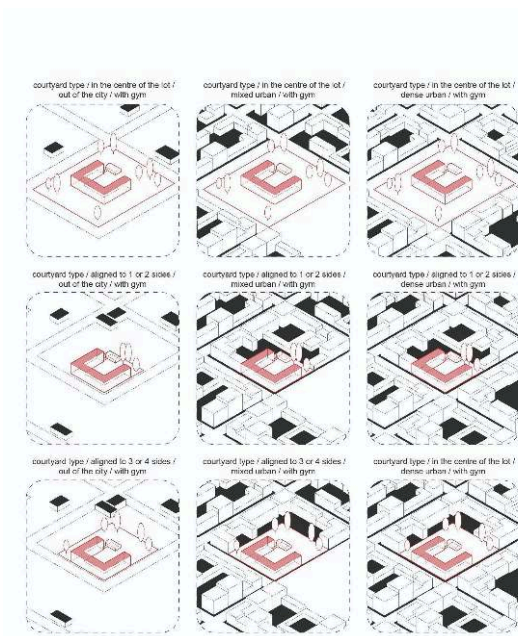 courtyard type / in the centre of the lot /
out of the city / with gym
courtyard type / in the centre of the lot /
mixed urban / with gym
courtyard type / in the centre of the lot /
dense urban / with gym
courtyard type / aligned to 1 or 2 sides /
out of the city / with gym
courtyard type / aligned to 1 or 2 sides /
mixed urban / with gym
courtyard type / aligned to 1 or 2 sides /
dense urban / with gym
courtyard type / aligned to 3 or 4 sides /
out of the city / with gym
courtyard type / aligned to 3 or 4 sides /
mixed urban / with gym
courtyard type / in the centre of the lot /
dense urban / with gym